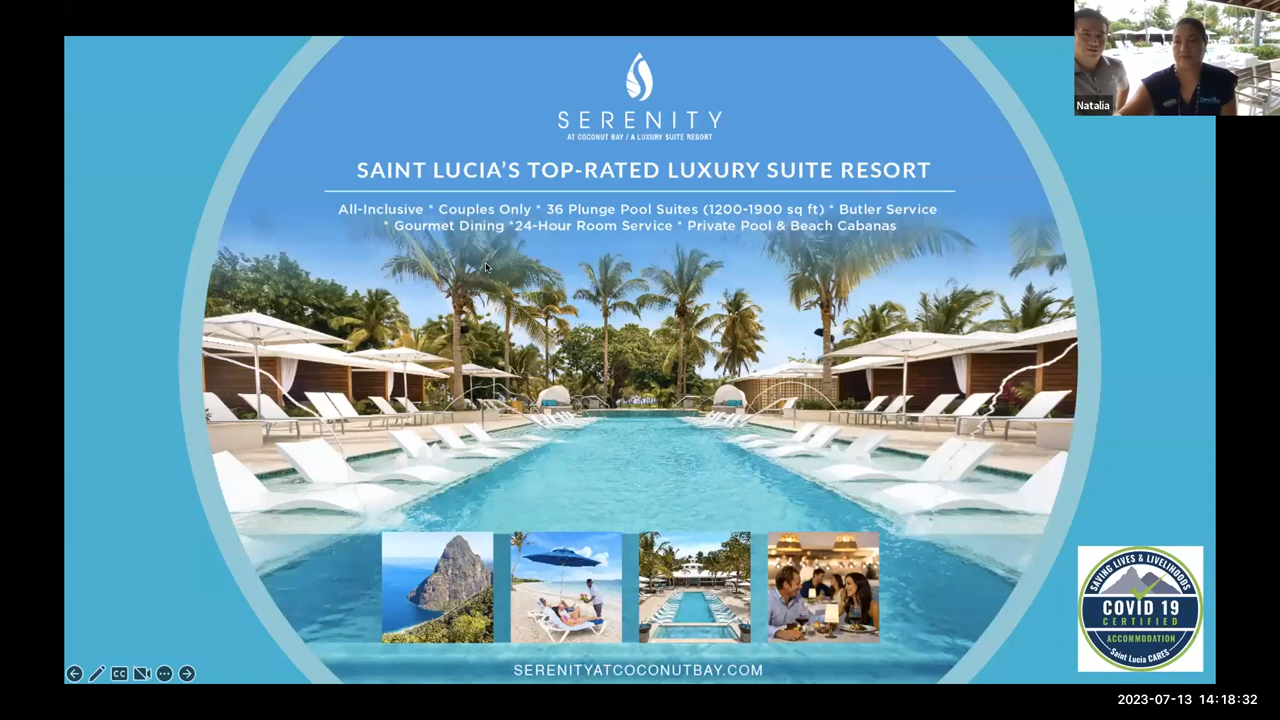 SERENITY
AT COCONUT BAY / A LUXURY SUITE RESORT
SAINT LUCIA'S TOP-RATED LUXURY SUITE RESORT
All-Inclusive * Couples Only * 36 Plunge Pool Suites (1200-1900 sq ft) * Butler Service
* Gourmet Dining *24-Hour Room Service * Private Pool & Beach Cabanas
Natalia
SAVING LIVES & LIVELIHOODS
COVID 19
CERTIFIED
ACCOMMODATION
Saint Lucia CARES
SERENITYATCOCONUTBAY.COM
CC
2023-07-13 14:18:32